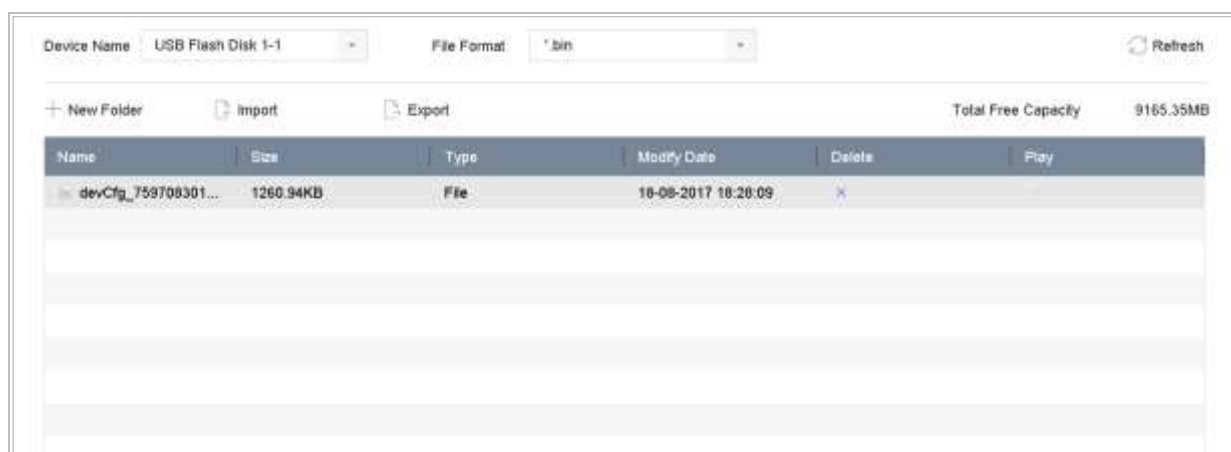 Device Name USB Flash Disk 1-1 File Format *.bin Refresh
New Folder Import Export Total Free Capacity 9165.35MB
Name Size Type Modify Date Delete Play
devCfg_759708301... 1260.94KB File 18-08-2017 18:28:09